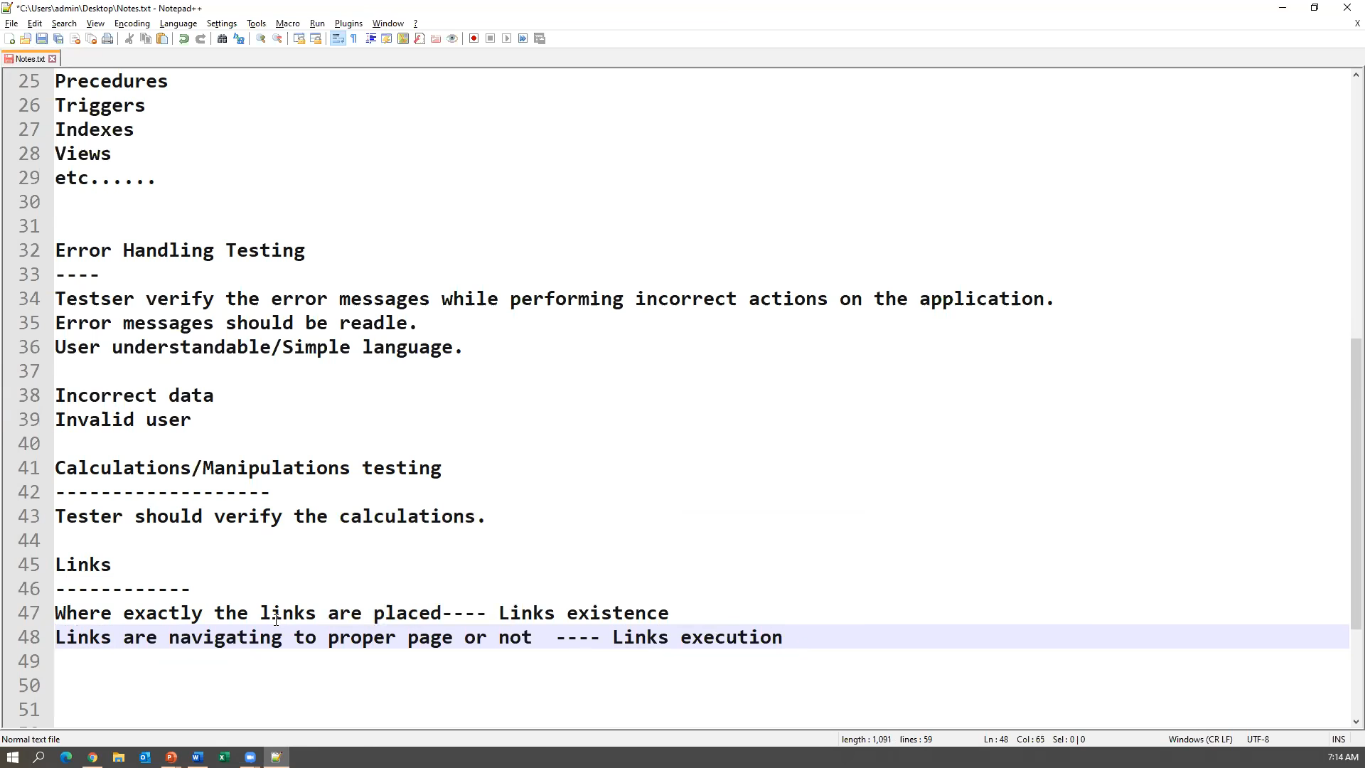 *C:\Users\admin\Desktop\Notes.txt - Notepad++
File Edit Search View Encoding Language Settings Tools Macro Run Plugins Window ? X
Notes.txt
25 Precedures
26 Triggers
27 Indexes
28 Views
29 etc......
30
31
32 Error Handling Testing
33 ----
34 Testser verify the error messages while performing incorrect actions on the application.
35 Error messages should be readle.
36 User understandable/Simple language.
37
38 Incorrect data
39 Invalid user
40
41 Calculations/Manipulations testing
42 -------------------
43 Tester should verify the calculations.
44
45 Links
46 ------------
47 Where exactly the links are placed---- Links existence
48 Links are navigating to proper page or not  ---- Links execution
49
50
51
Normal text file length : 1,091 lines : 59 Ln : 48 Col : 65 Sel : 0 | 0 Windows (CR LF) UTF-8 INS
7:14 AM